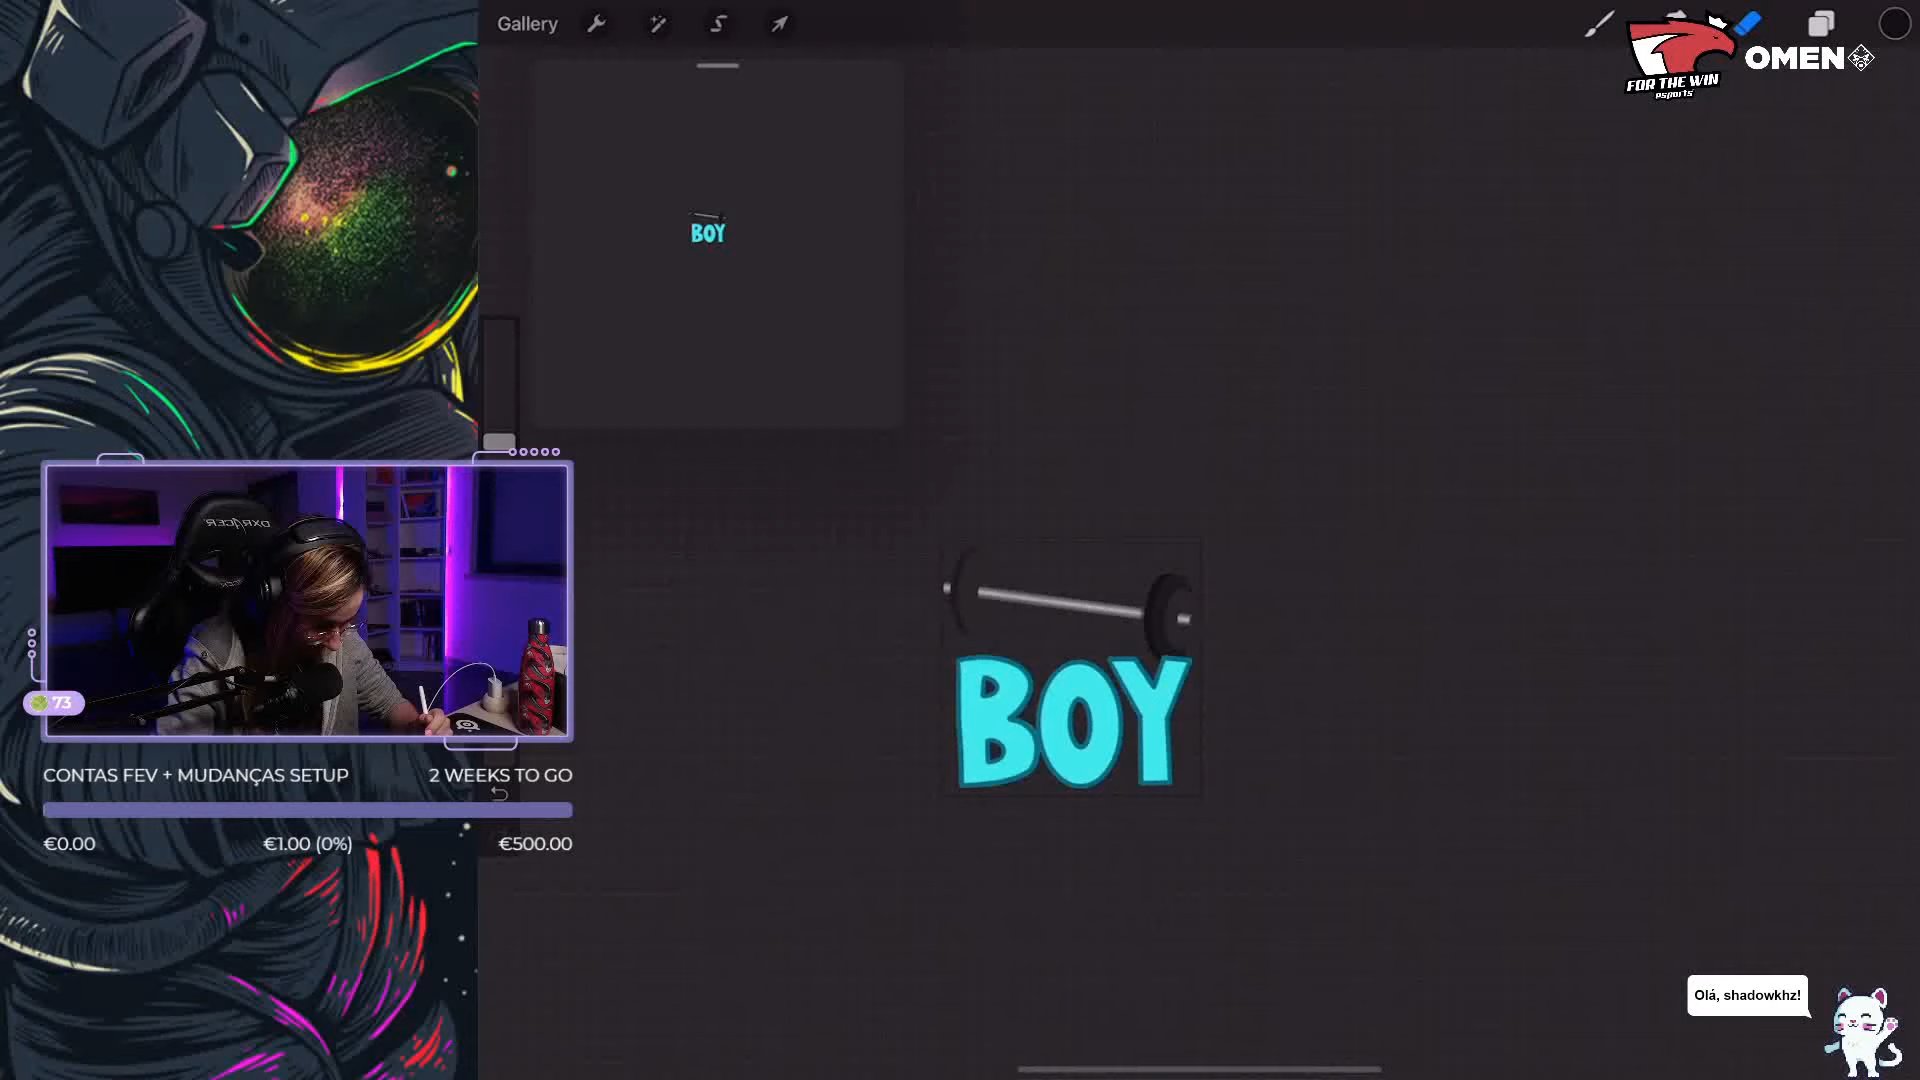 Gallery
FOR THE WIN
esports
OMEN
BOY
BOY
DXRACER
73
CONTAS FEV + MUDANÇAS SETUP
2 WEEKS TO GO
€0.00
€1.00 (0%)
€500.00
Olá, shadowkhz!